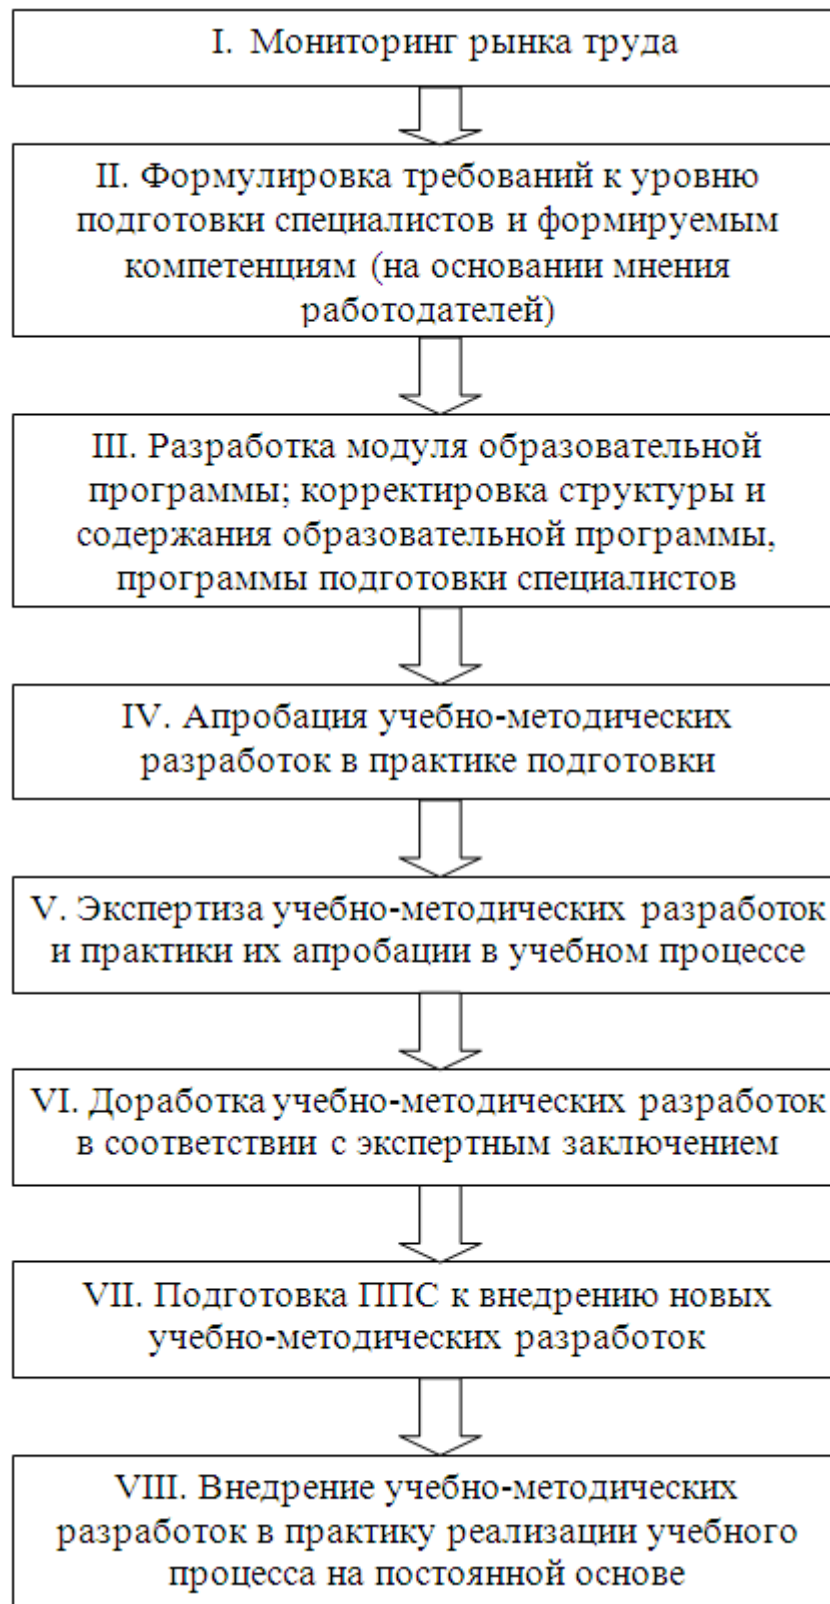 I. Мониторинг рынка труда
II. Формулировка требований к уровню
подготовки специалистов и формируемым
компетенциям (на основании мнения
работодателей)
III. Разработка модуля образовательной
программы; корректировка структуры и
содержания образовательной программы,
программы подготовки специалистов
IV. Апробация учебно-методических
разработок в практике подготовки
V. Экспертиза учебно-методических разработок
и практики их апробации в учебном процессе
VI. Доработка учебно-методических разработок
в соответствии с экспертным заключением
VII. Подготовка ППС к внедрению новых
учебно-методических разработок
VIII. Внедрение учебно-методических
разработок в практику реализации учебного
процесса на постоянной основе